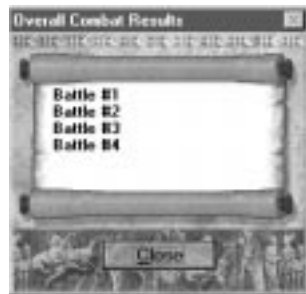 Overall Combat Results
Battle #1
Battle #2
Battle #3
Battle #4
Close